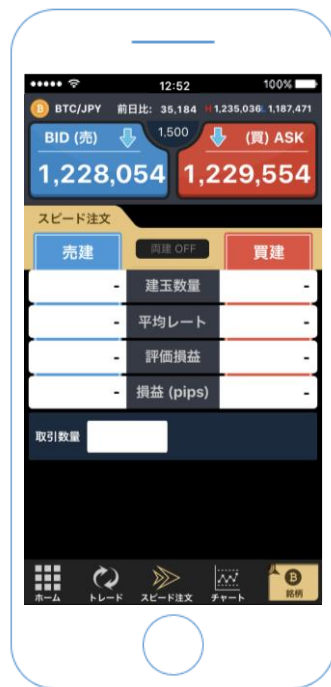 12:52 100%
BTC/JPY 前日比: 35,184 H 1,235,036 L 1,187,471
BID (売) 1,500 (買) ASK
1,228,054 1,229,554
スピード注文
売建 両建 OFF 買建
- 建玉数量 -
- 平均レート -
- 評価損益 -
- 損益 (pips) -
取引数量
ホーム トレード スピード注文 チャート 銘柄